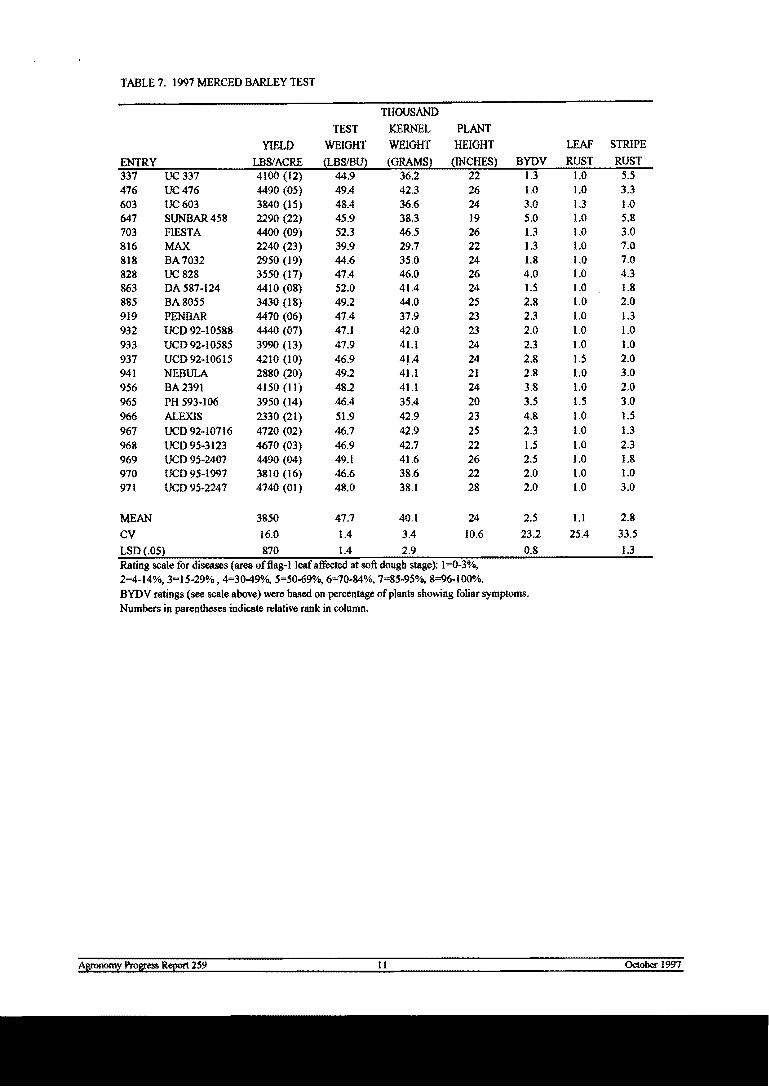 TABLE 7. 1997 MERCED BARLEY TEST
THOUSAND
TEST KERNEL PLANT
YIELD WEIGHT WEIGHT HEIGHT LEAF STRIPE
ENTRY LBS/ACRE (LBS/BU) (GRAMS) (INCHES) BYDV RUST RUST
337 UC 337 4100 (12) 44.9 36.2 22 1.3 1.0 5.5
476 UC 476 4490 (05) 49.4 42.3 26 1.0 1.0 3.3
603 UC 603 3840 (15) 48.4 36.6 24 3.0 1.3 1.0
647 SUNBAR 458 2290 (22) 45.9 38.3 19 5.0 1.0 5.8
703 FIESTA 4400 (09) 52.3 46.5 26 1.3 1.0 3.0
816 MAX 2240 (23) 39.9 29.7 22 1.3 1.0 7.0
818 BA 7032 2950 (19) 44.6 35.0 24 1.8 1.0 7.0
828 UC 828 3550 (17) 47.4 46.0 26 4.0 1.0 4.3
863 DA 587-124 4410 (08) 52.0 41.4 24 1.5 1.0 1.8
885 BA 8055 3430 (18) 49.2 44.0 25 2.8 1.0 2.0
919 PENBAR 4470 (06) 47.4 37.9 23 2.3 1.0 1.3
932 UCD 92-10588 4440 (07) 47.1 42.0 23 2.0 1.0 1.0
933 UCD 92-10585 3990 (13) 47.9 41.1 24 2.3 1.0 1.0
937 UCD 92-10615 4210 (10) 46.9 41.4 24 2.8 1.5 2.0
941 NEBULA 2880 (20) 49.2 41.1 21 2.8 1.0 3.0
956 BA 2391 4150 (11) 48.2 41.1 24 3.8 1.0 2.0
965 PH 593-106 3950 (14) 46.4 35.4 20 3.5 1.5 3.0
966 ALEXIS 2330 (21) 51.9 42.9 23 4.8 1.0 1.5
967 UCD 92-10716 4720 (02) 46.7 42.9 25 2.3 1.0 1.3
968 UCD 95-3123 4670 (03) 46.9 42.7 22 1.5 1.0 2.3
969 UCD 95-2407 4490 (04) 49.1 41.6 26 2.5 1.0 1.8
970 UCD 95-1997 3810 (16) 46.6 38.6 22 2.0 1.0 1.0
971 UCD 95-2247 4740 (01) 48.0 38.1 28 2.0 1.0 3.0
MEAN 3850 47.7 40.1 24 2.5 1.1 2.8
CV 16.0 1.4 3.4 10.6 23.2 25.4 33.5
LSD (.05) 870 1.4 2.9 0.8 1.3
Rating scale for diseases (area of flag-1 leaf affected at soft dough stage): 1=0-3%,
2=4-14%, 3=15-29% , 4=30-49%, 5=50-69%, 6=70-84%, 7=85-95%, 8=96-100%.
BYDV ratings (see scale above) were based on percentage of plants showing foliar symptoms.
Numbers in parentheses indicate relative rank in column.
Agronomy Progress Report 259 11 October 1997